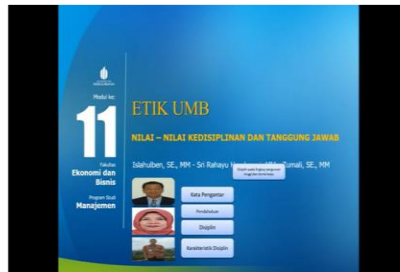 Modul ke:
11
Fakultas
Ekonomi dan
Bisnis
Program Studi
Manajemen
ETIK UMB
NILAI – NILAI KEDISIPLINAN DAN TANGGUNG JAWAB
Islahulben, SE., MM - Sri Rahayu
Tumali, SE., MM
Kata Pengantar
Pendahuluan
Disiplin
Karakteristik Disiplin